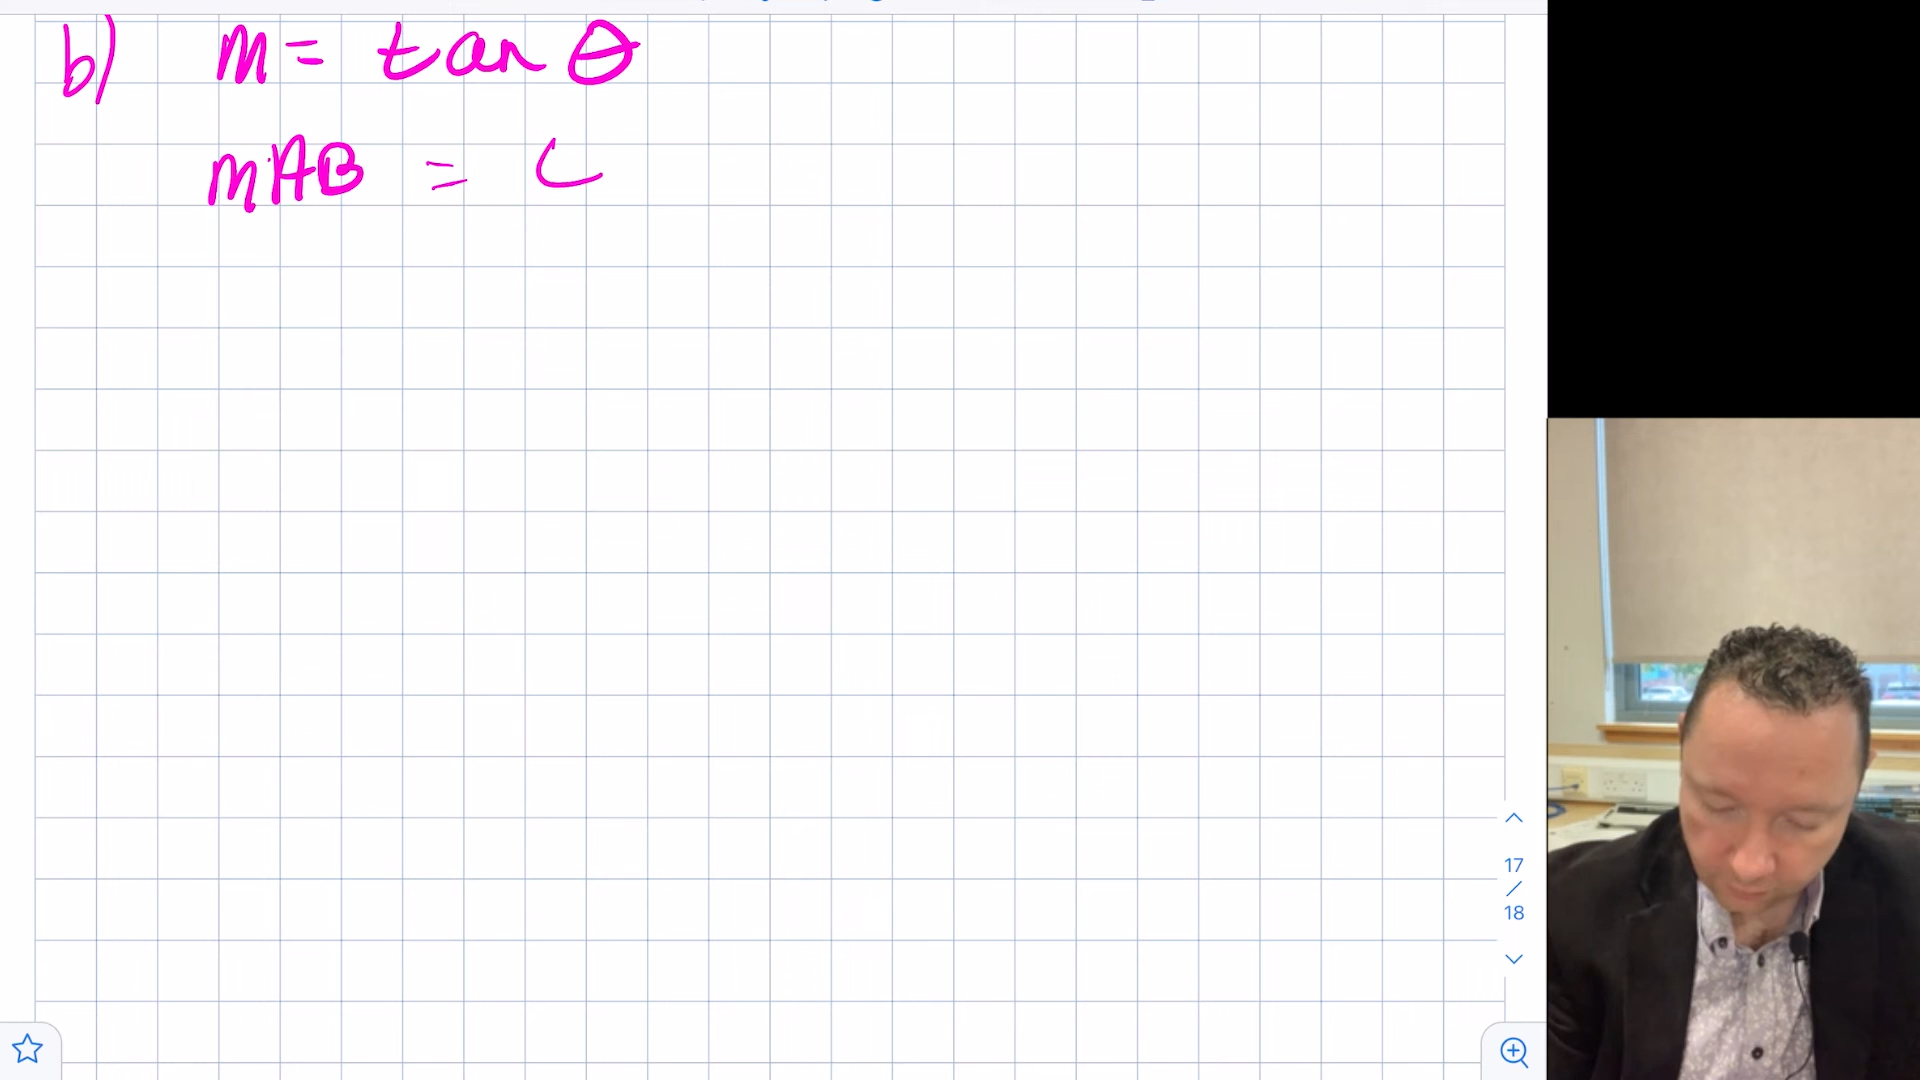 b) m = tan θ
mAB =
17
/
18